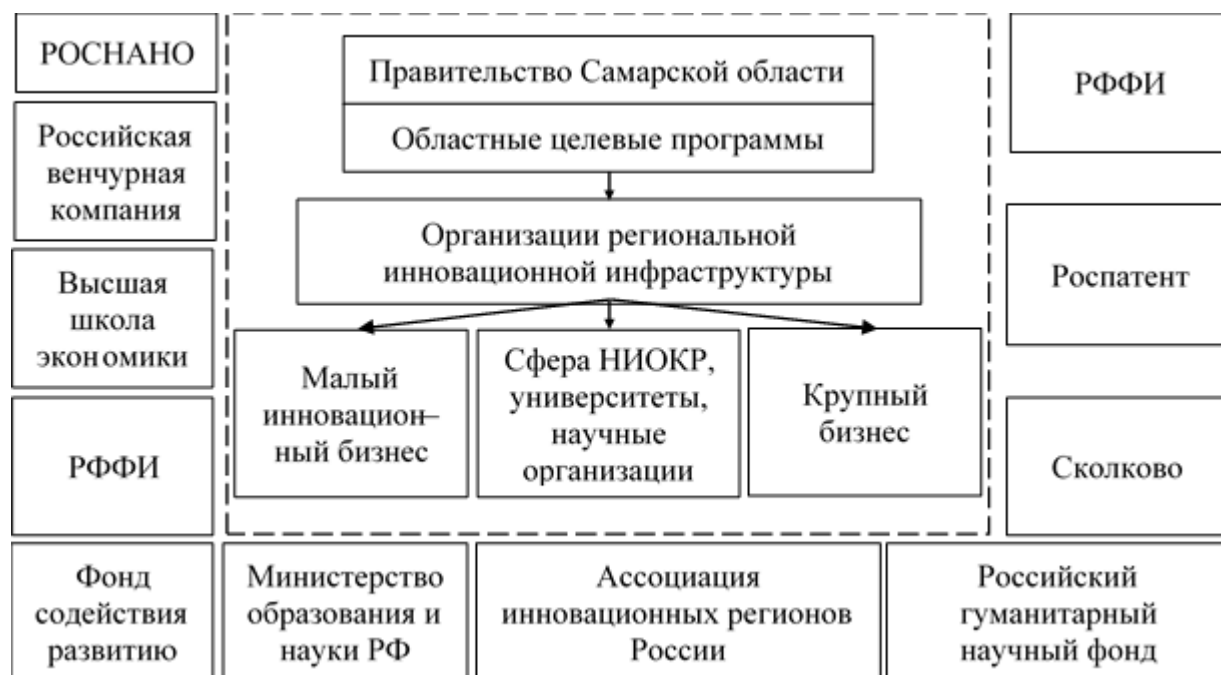 РОСНАНО
Российская
венчурная
компания
Высшая
школа
экономики
РФФИ
Правительство Самарской области
Областные целевые программы
Организации региональной
инновационной инфраструктуры
Малый
инновацион–
ный бизнес
Сфера НИОКР,
университеты,
научные
организации
Крупный
бизнес
РФФИ
Роспатент
Сколково
Фонд
содействия
развитию
Министерство
образования и
науки РФ
Ассоциация
инновационных регионов
России
Российский
гуманитарный
научный фонд